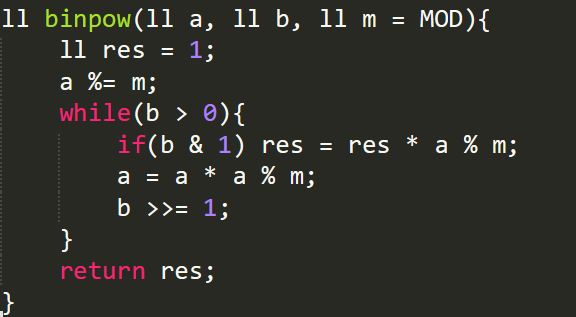 ll binpow(ll a, ll b, ll m = MOD){
    ll res = 1;
    a %= m;
    while(b > 0){
        if(b & 1) res = res * a % m;
        a = a * a % m;
        b >>= 1;
    }
    return res;
}